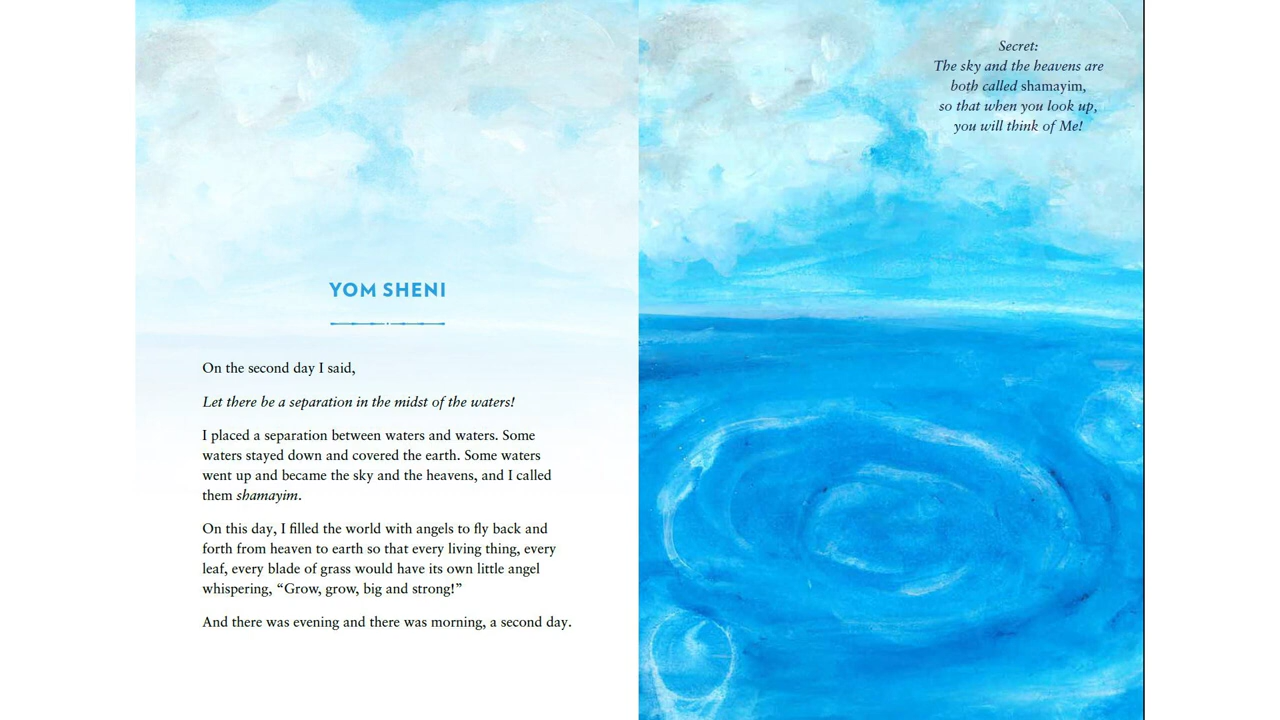 YOM SHENI
On the second day I said,
Let there be a separation in the midst of the waters!
I placed a separation between waters and waters. Some
waters stayed down and covered the earth. Some waters
went up and became the sky and the heavens, and I called
them shamayim.
On this day, I filled the world with angels to fly back and
forth from heaven to earth so that every living thing, every
leaf, every blade of grass would have its own little angel
whispering, “Grow, grow, big and strong!”
And there was evening and there was morning, a second day.
Secret:
The sky and the heavens are
both called shamayim,
so that when you look up,
you will think of Me!